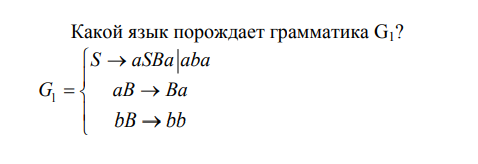 Какой язык порождает грамматика G₁?
S → aSBa|aba
G₁ = { aB → Ba
bB → bb